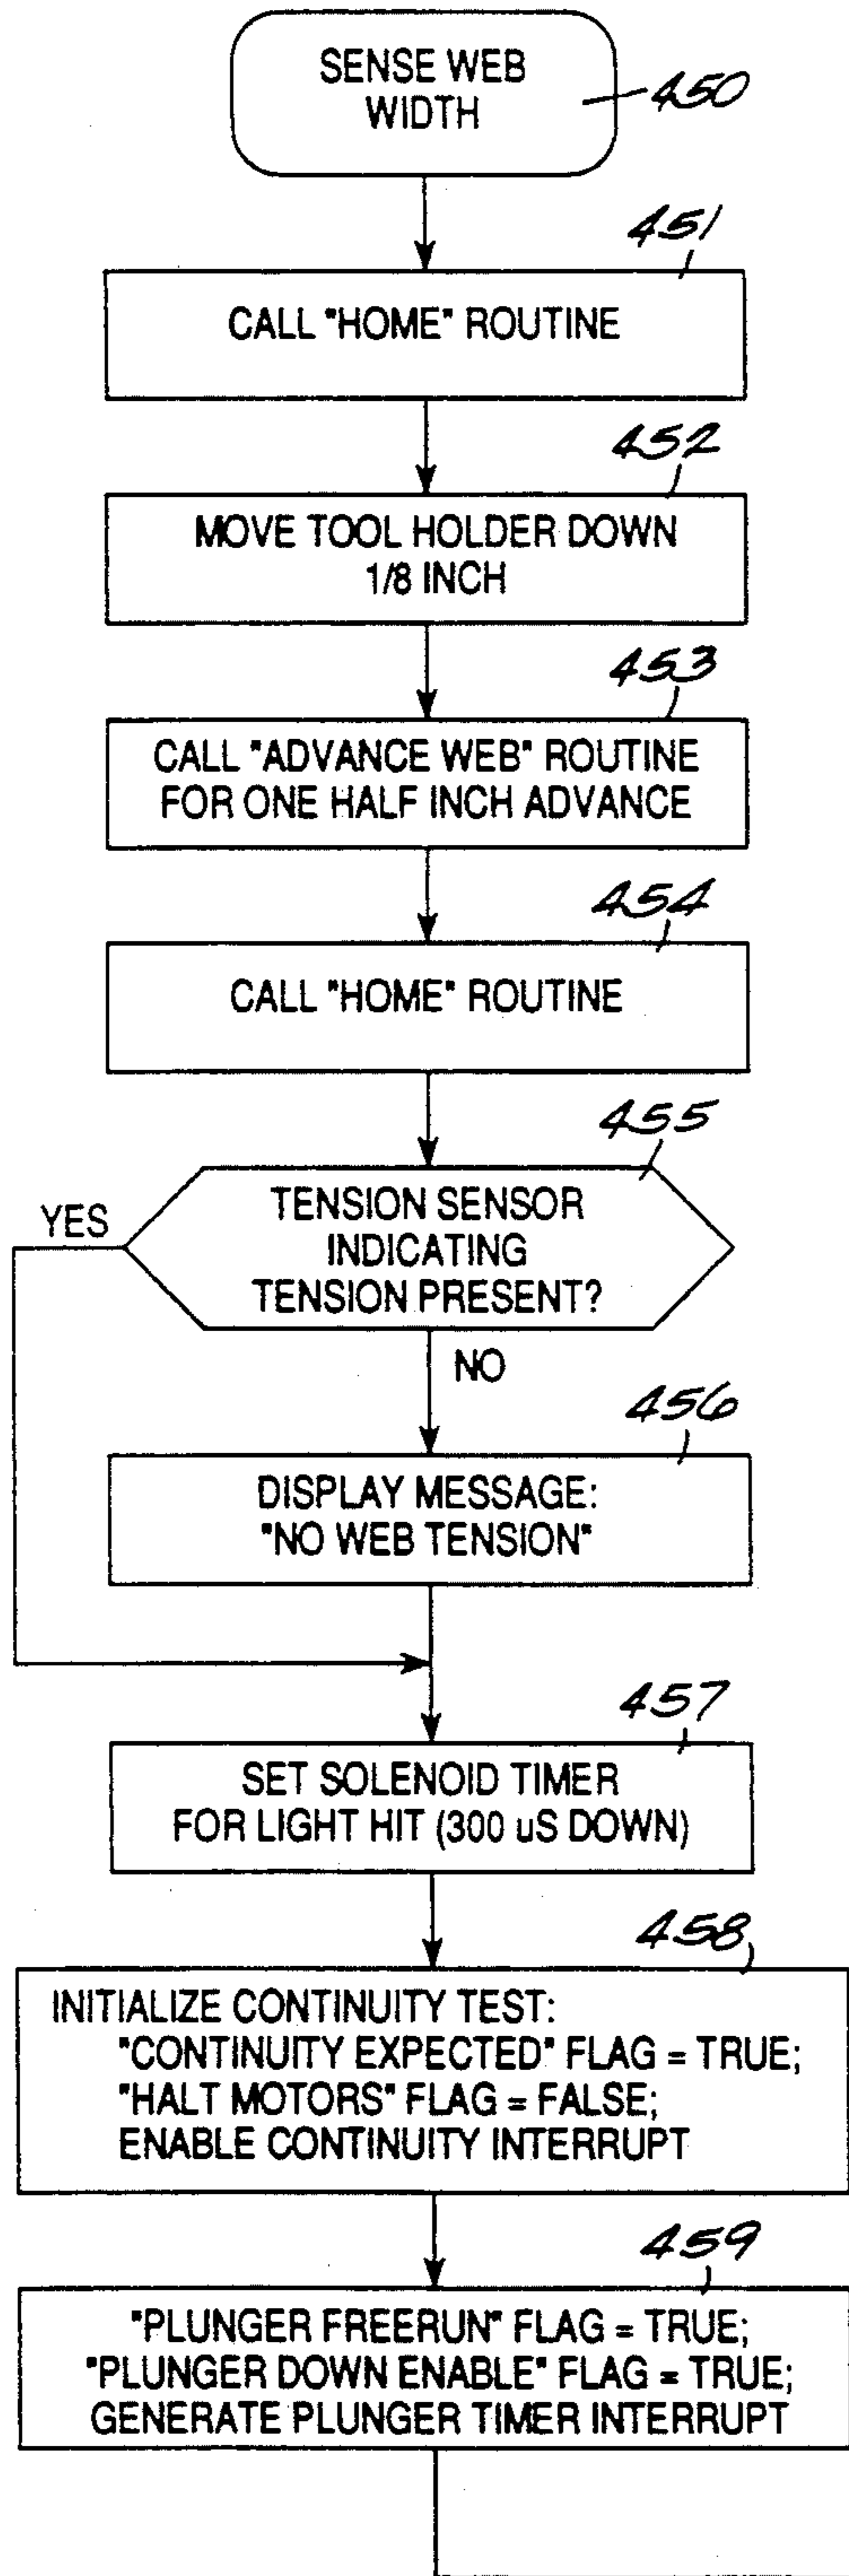 SENSE WEB
WIDTH
450
451
CALL "HOME" ROUTINE
452
MOVE TOOL HOLDER DOWN
1/8 INCH
453
CALL "ADVANCE WEB" ROUTINE
FOR ONE HALF INCH ADVANCE
454
CALL "HOME" ROUTINE
455
YES
TENSION SENSOR
INDICATING
TENSION PRESENT?
NO
456
DISPLAY MESSAGE:
"NO WEB TENSION"
457
SET SOLENOID TIMER
FOR LIGHT HIT (300 uS DOWN)
458
INITIALIZE CONTINUITY TEST:
"CONTINUITY EXPECTED" FLAG = TRUE;
"HALT MOTORS" FLAG = FALSE;
ENABLE CONTINUITY INTERRUPT
459
"PLUNGER FREERUN" FLAG = TRUE;
"PLUNGER DOWN ENABLE" FLAG = TRUE;
GENERATE PLUNGER TIMER INTERRUPT